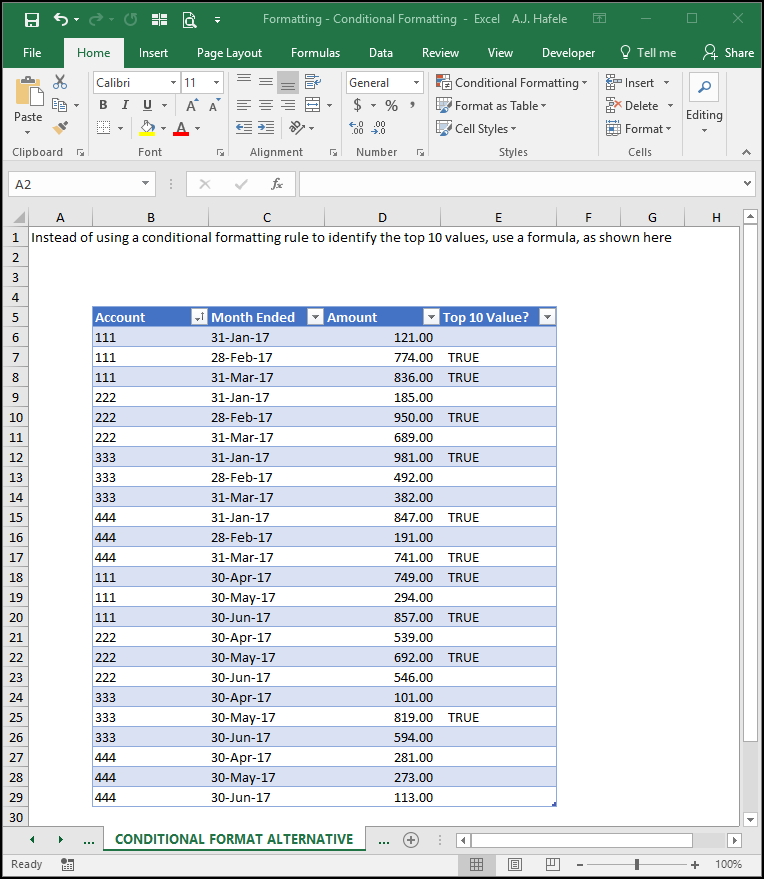 Formatting - Conditional Formatting - Excel A.J. Hafele
File Home Insert Page Layout Formulas Data Review View Developer Tell me Share
Paste
Calibri 11
B I U A A
A
General
$ % ,
.00 .00
Conditional Formatting
Format as Table
Cell Styles
Insert
Delete
Format
Editing
Clipboard Font Alignment Number Styles Cells
A2 fx
A B C D E F G H
1 Instead of using a conditional formatting rule to identify the top 10 values, use a formula, as shown here
2
3
4
5 Account Month Ended Amount Top 10 Value?
6 111 31-Jan-17 121.00
7 111 28-Feb-17 774.00 TRUE
8 111 31-Mar-17 836.00 TRUE
9 222 31-Jan-17 185.00
10 222 28-Feb-17 950.00 TRUE
11 222 31-Mar-17 689.00
12 333 31-Jan-17 981.00 TRUE
13 333 28-Feb-17 492.00
14 333 31-Mar-17 382.00
15 444 31-Jan-17 847.00 TRUE
16 444 28-Feb-17 191.00
17 444 31-Mar-17 741.00 TRUE
18 111 30-Apr-17 749.00 TRUE
19 111 30-May-17 294.00
20 111 30-Jun-17 857.00 TRUE
21 222 30-Apr-17 539.00
22 222 30-May-17 692.00 TRUE
23 222 30-Jun-17 546.00
24 333 30-Apr-17 101.00
25 333 30-May-17 819.00 TRUE
26 333 30-Jun-17 594.00
27 444 30-Apr-17 281.00
28 444 30-May-17 273.00
29 444 30-Jun-17 113.00
30
... CONDITIONAL FORMAT ALTERNATIVE ...
Ready 100%